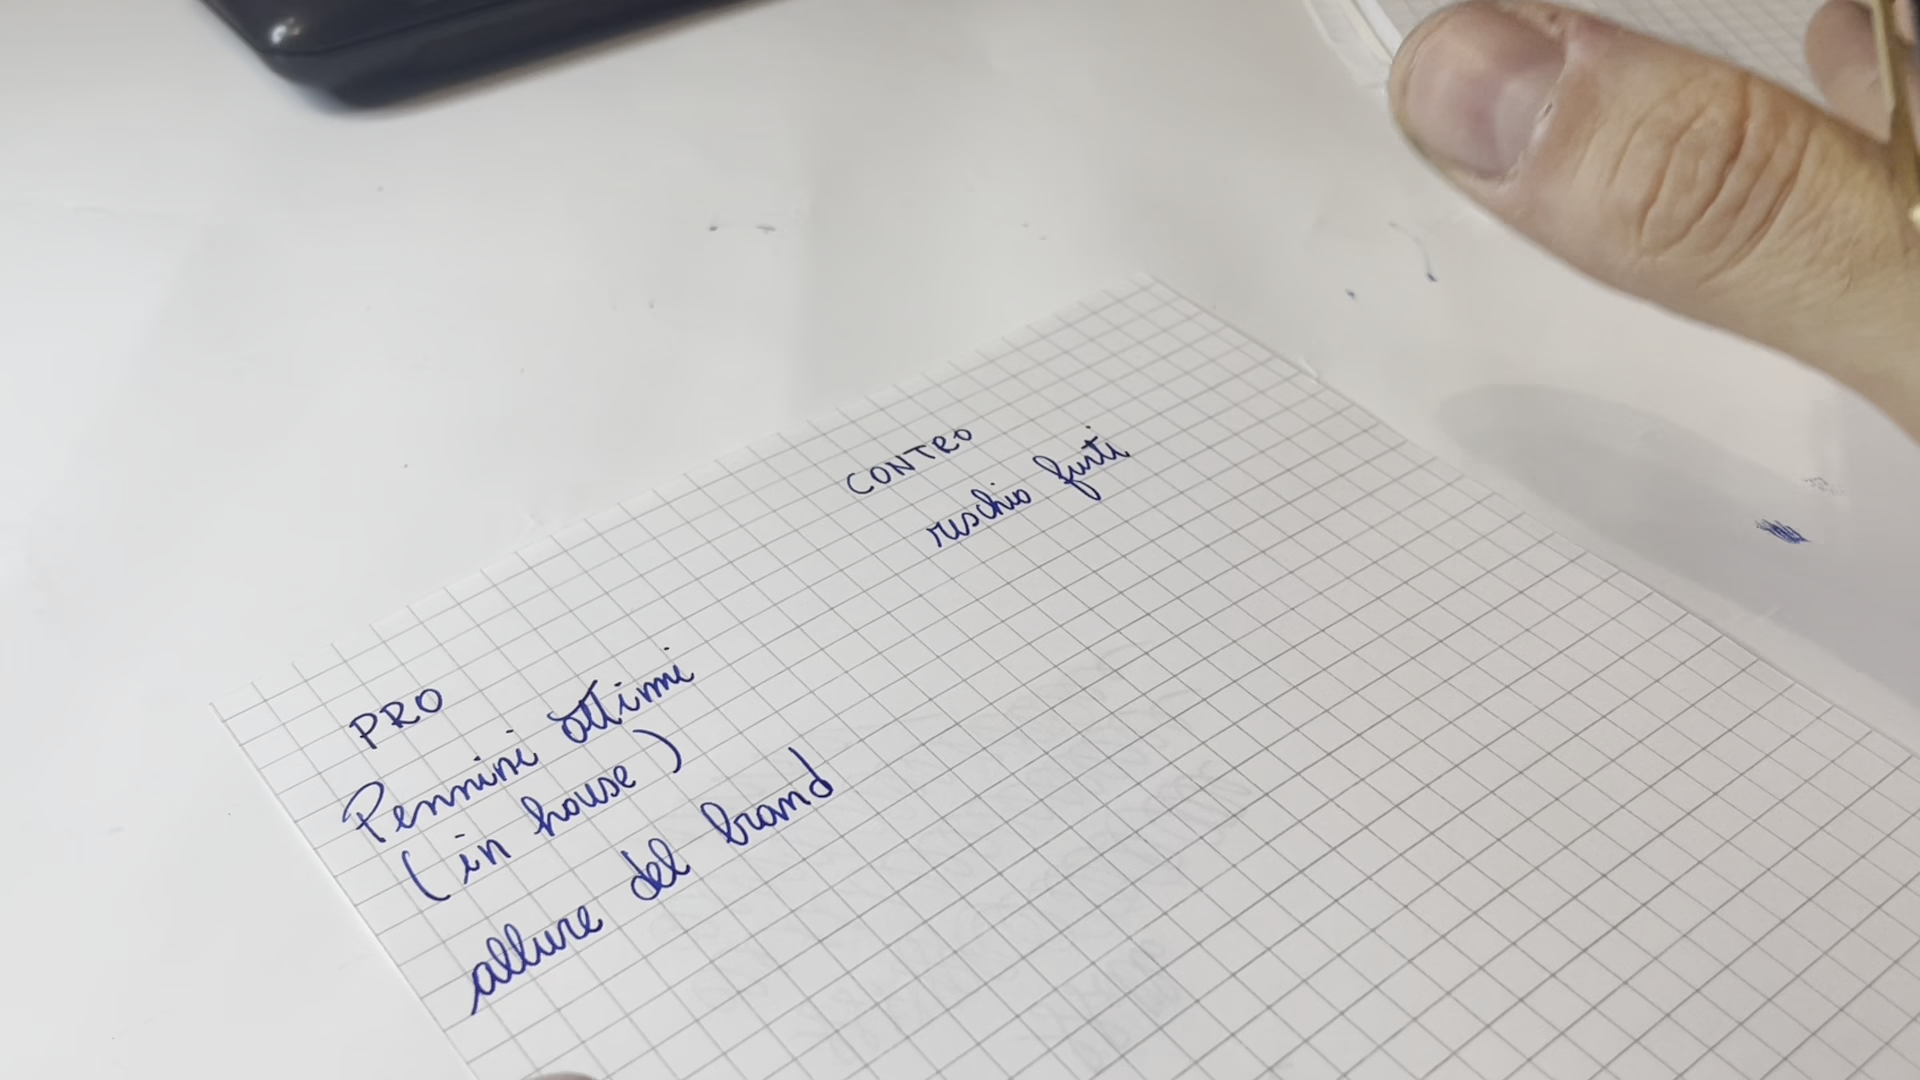 PRO
Pennini ottimi
(in house)
allure del brand
CONTRO
rischio furti